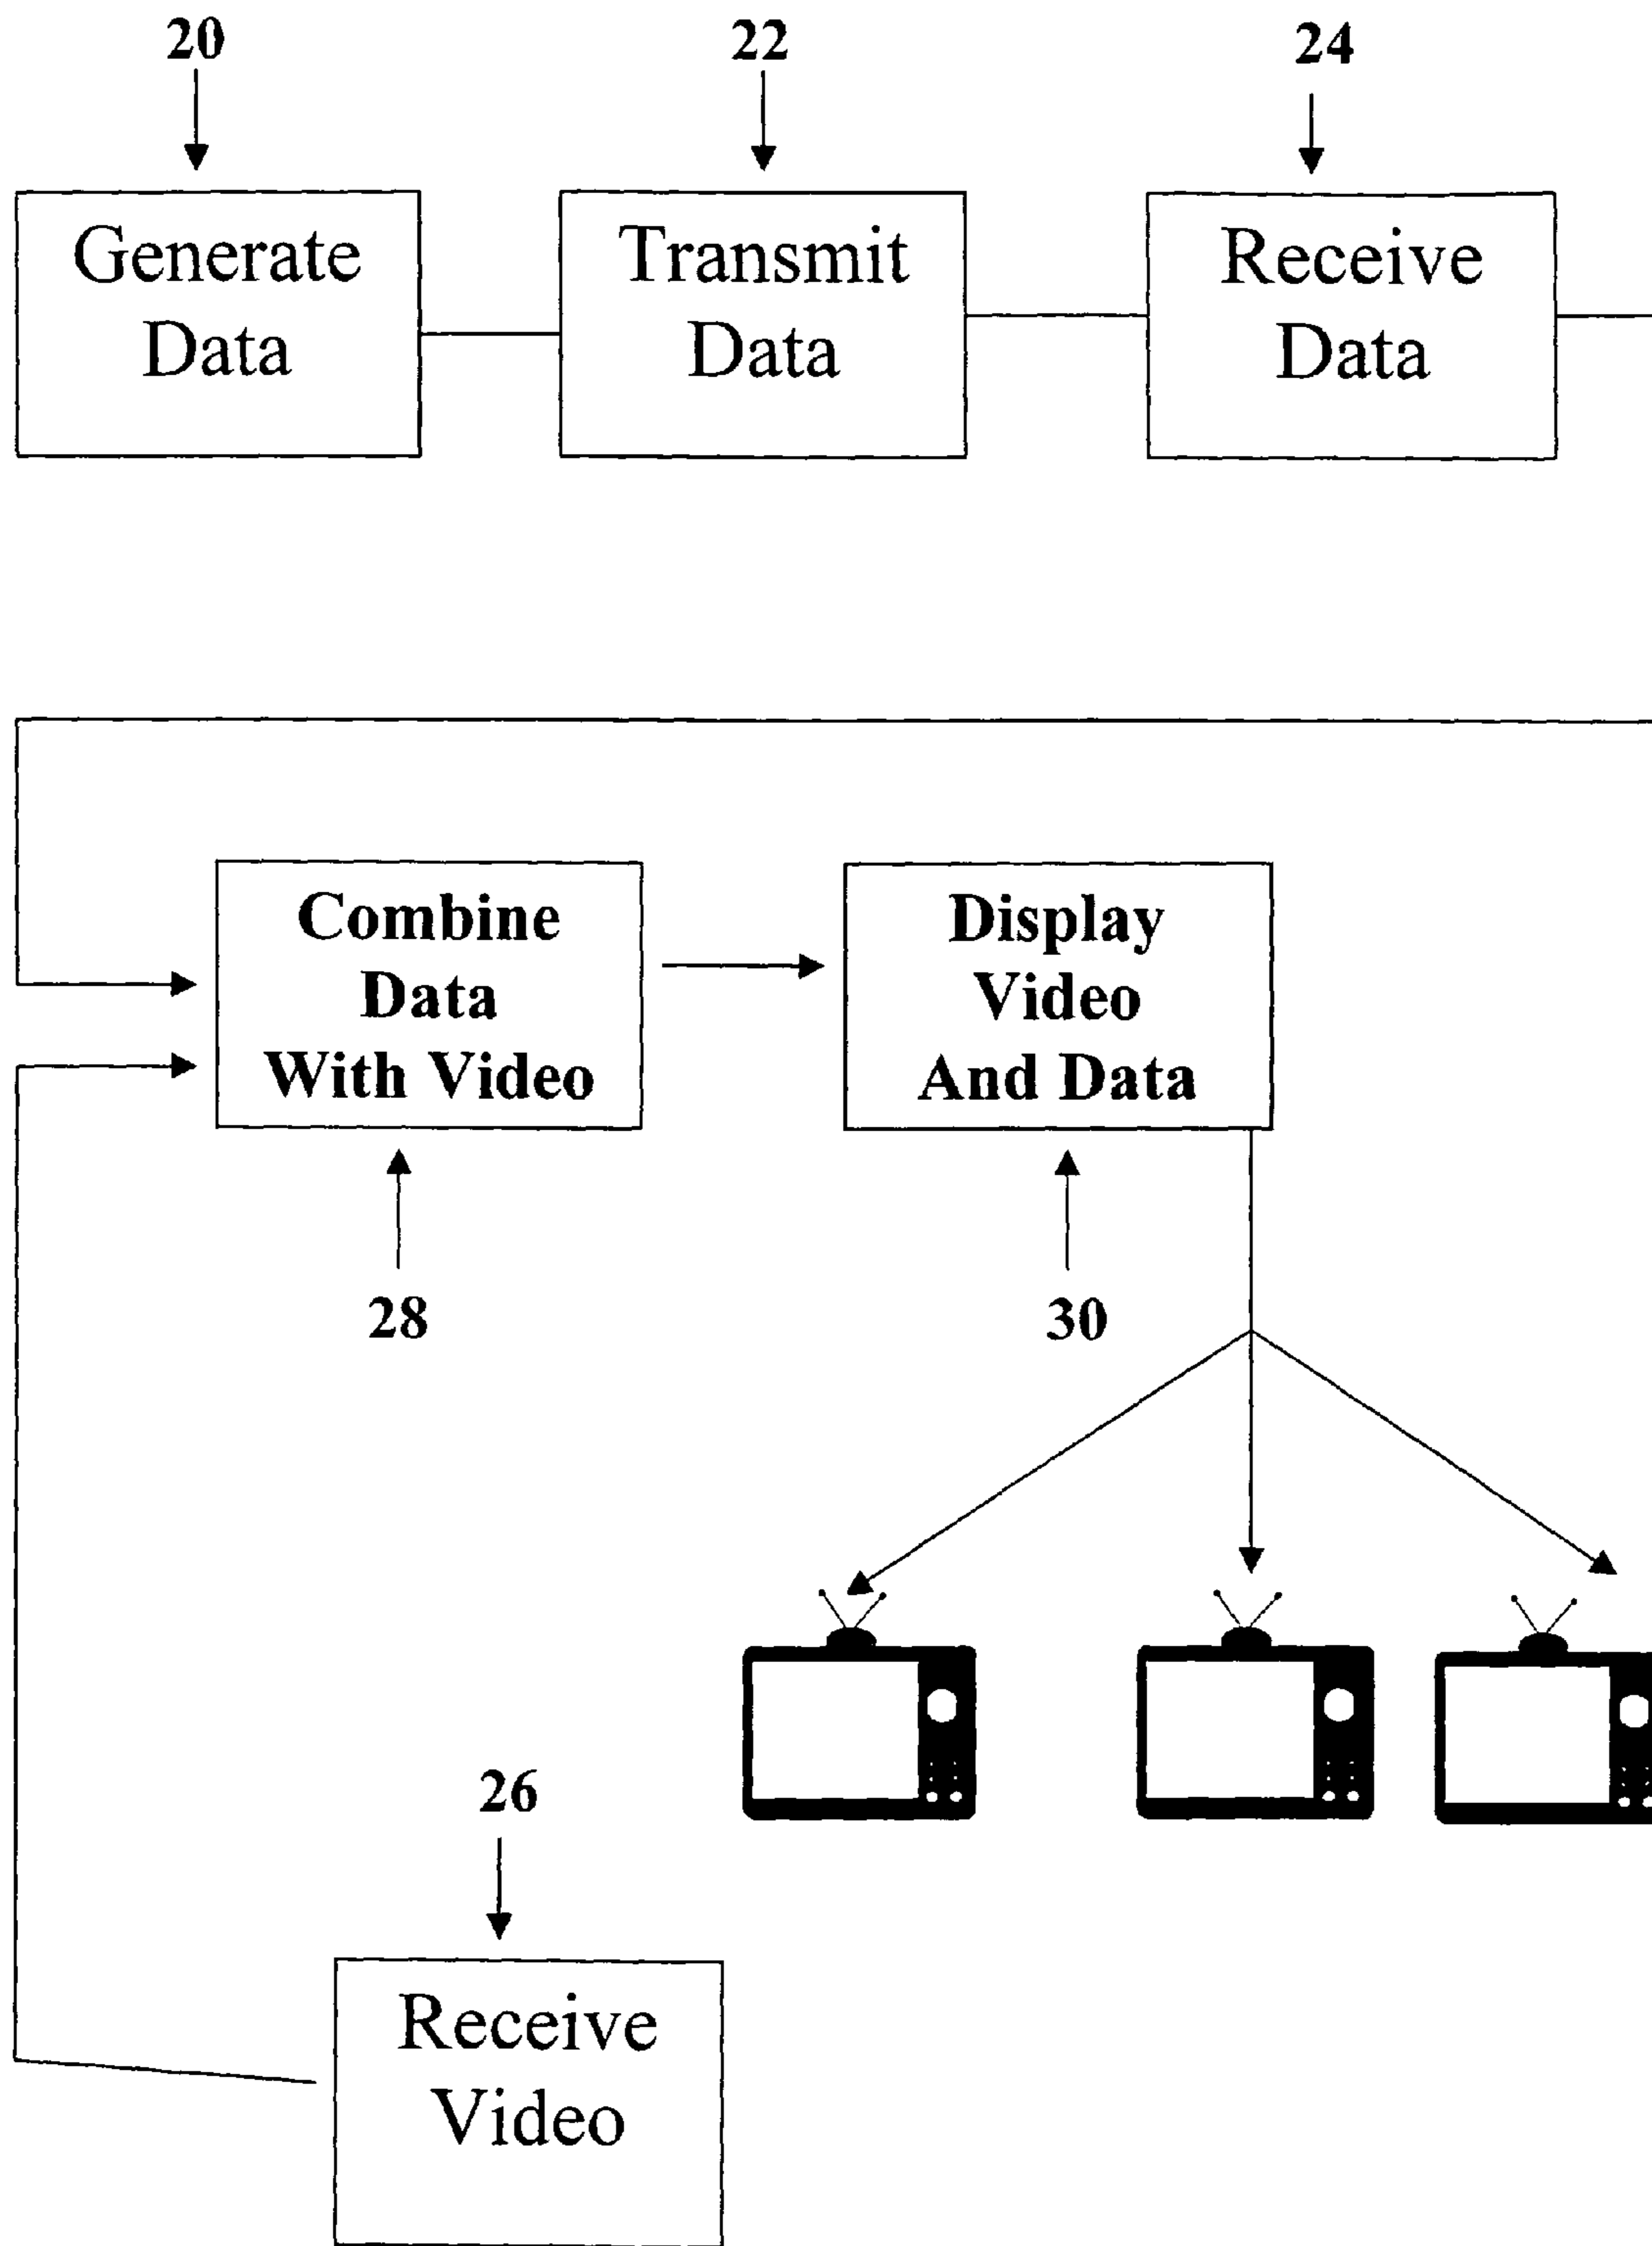 20
22
24
Generate
Data
Transmit
Data
Receive
Data
Combine
Data
With Video
Display
Video
And Data
28
30
26
Receive
Video